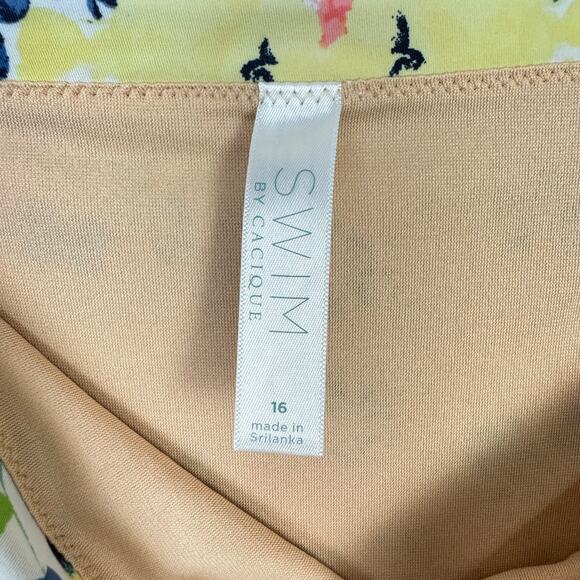 SWIM
BY CACIQUE
16
made in
Srilanka